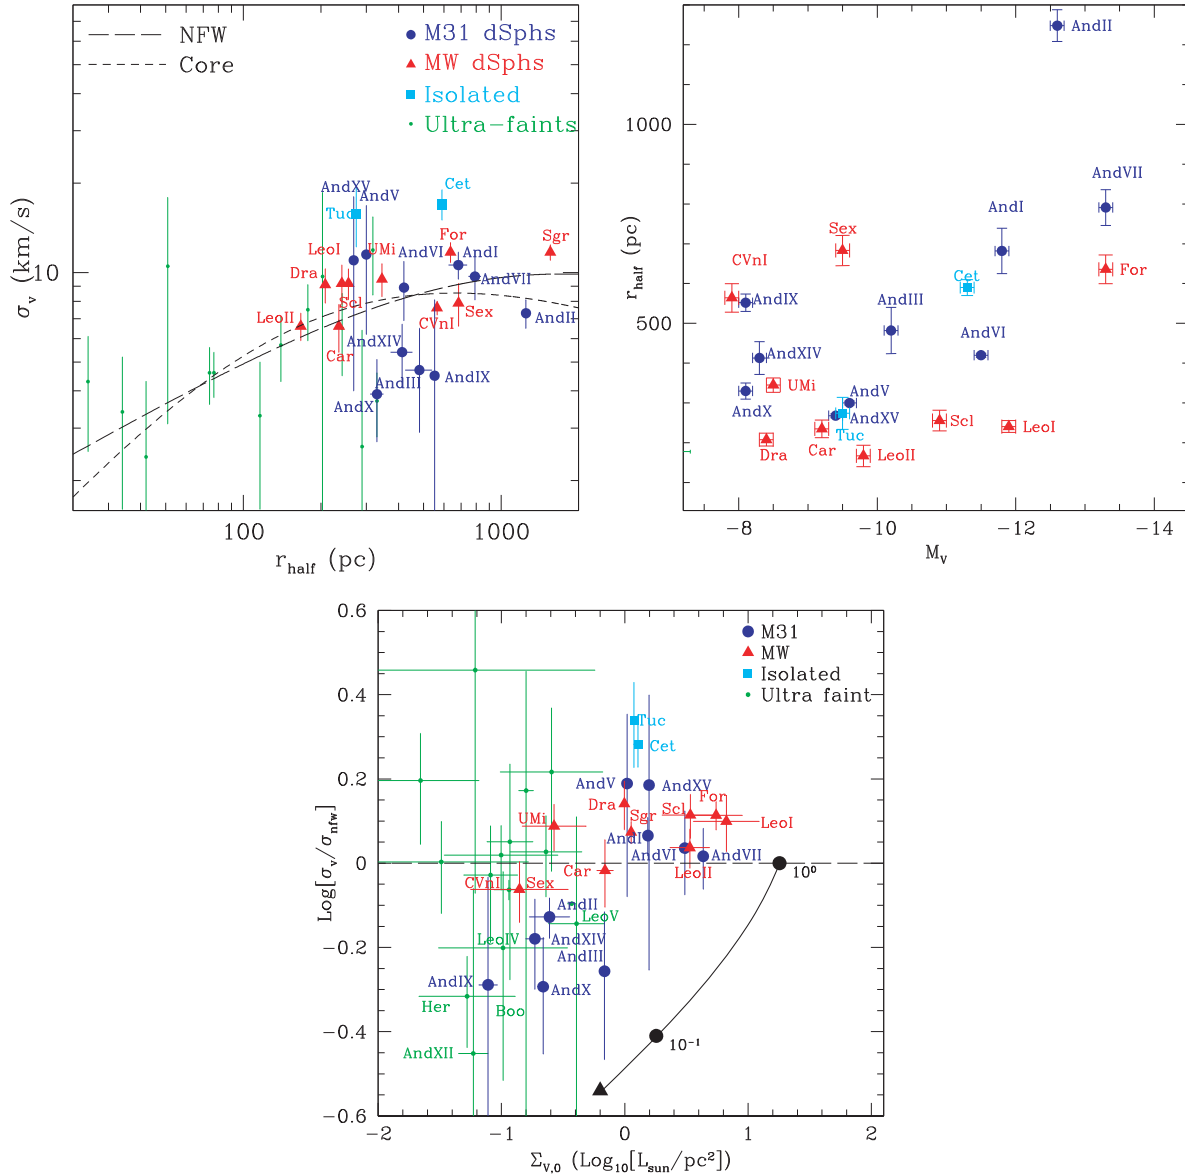 NFW
Core
M31 dSphs
MW dSphs
Isolated
Ultra-faints
AndXV
AndV
Tuc
Cet
LeoI
UMi
AndVI
For
AndI
Sgr
Dra
AndVII
LeoII
Scl
Car
CVnI
Sex
AndII
AndXIV
AndIII
AndIX
AndX
10
σv (km/s)
100
1000
rhalf (pc)
AndII
1000
AndVII
AndI
Sex
CVnI
For
Cet
AndIX
AndIII
AndVI
500
AndXIV
UMi
AndX
AndV
AndXV
Tuc
Scl
LeoI
Dra
Car
LeoII
rhalf (pc)
-8
-10
-12
-14
MV
0.6
M31
MW
Isolated
Ultra faint
0.4
Tuc
Cet
0.2
AndV
AndXV
Dra
Sgr
Scl
For
LeoI
UMi
AndI
AndVI
AndVII
LeoII
0
10⁰
Car
CVnI
Sex
AndII
LeoV
LeoIV
AndXIV
-0.2
AndIII
AndIX
AndX
Her
Boo
-0.4
10⁻¹
AndXII
-0.6
Log[σv/σnfw]
-2
-1
0
1
2
ΣV,0 (Log10[Lsun/pc²])